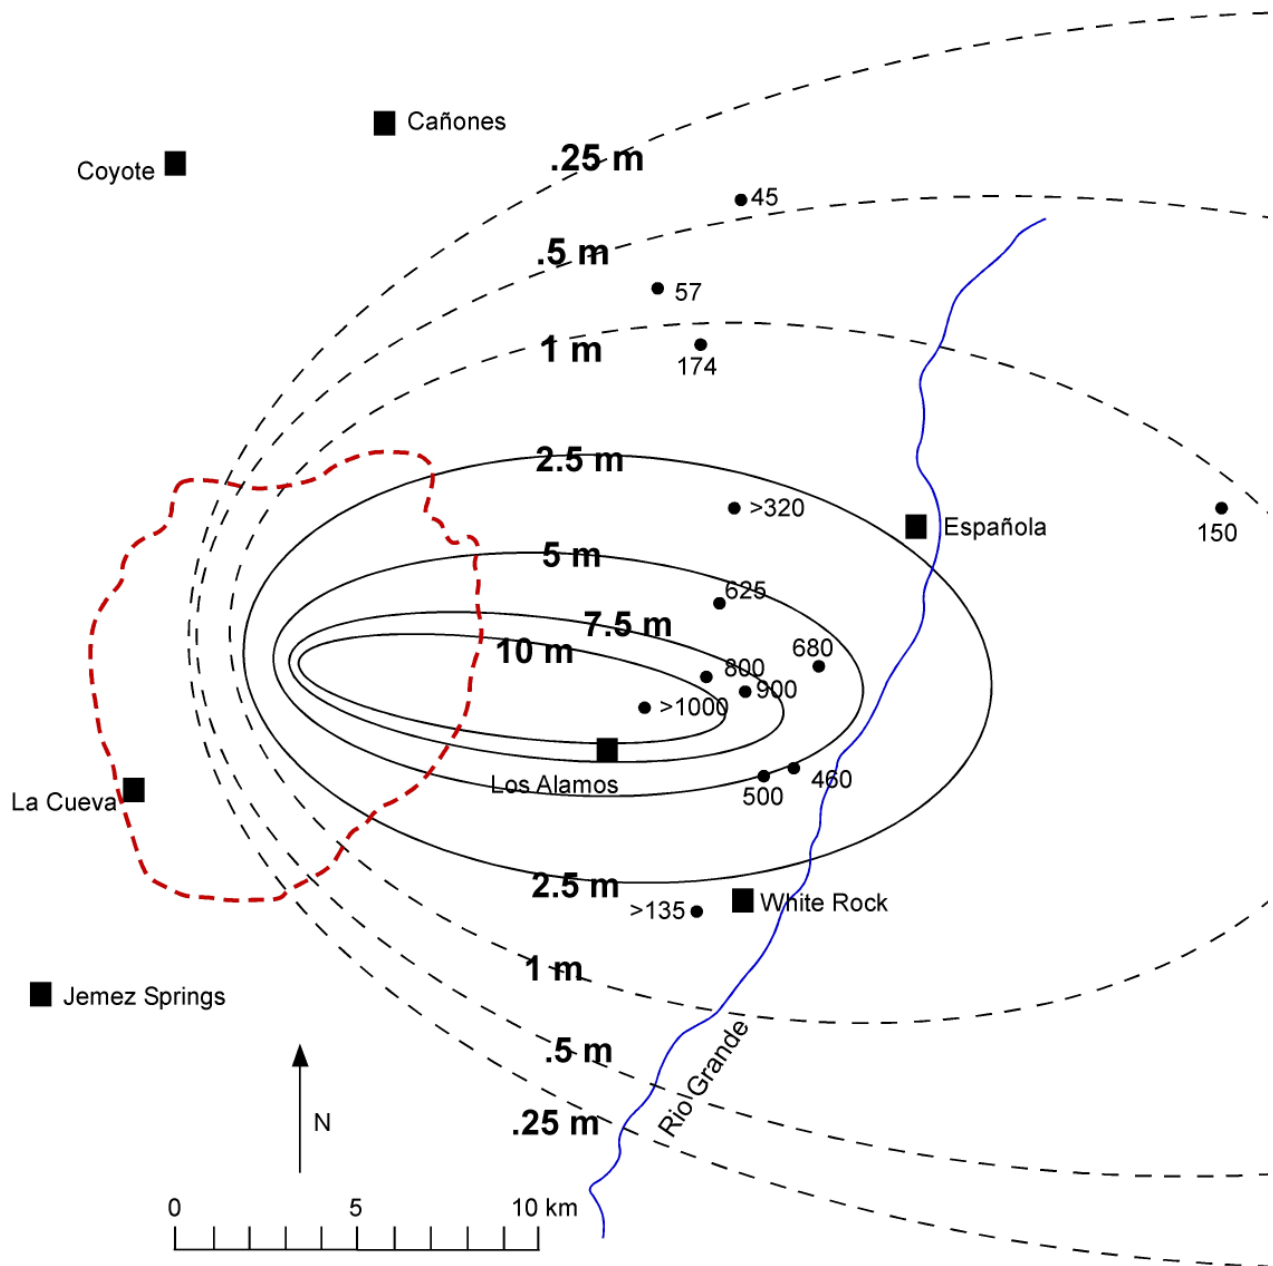 Cañones
Coyote
.25 m
45
.5 m
57
1 m
174
2.5 m
>320
Española
150
5 m
625
7.5 m
680
10 m
800
900
>1000
Los Alamos
460
500
La Cueva
2.5 m
White Rock
>135
1 m
Jemez Springs
.5 m
Rio Grande
.25 m
N
0 5 10 km